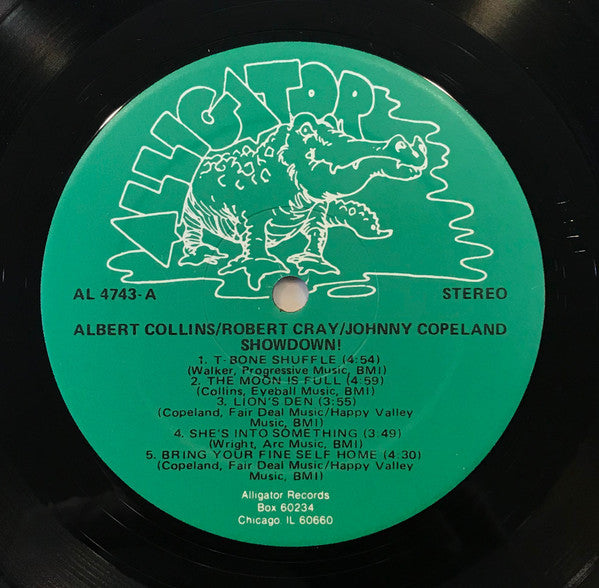 ALLIGATOR
AL 4743-A STEREO
ALBERT COLLINS/ROBERT CRAY/JOHNNY COPELAND
SHOWDOWN!
1. T-BONE SHUFFLE (4:54)
(Walker, Progressive Music, BMI)
2. THE MOON IS FULL (4:59)
(Collins, Eyeball Music, BMI)
3. LION'S DEN (3:55)
(Copeland, Fair Deal Music/Happy Valley
Music, BMI)
4. SHE'S INTO SOMETHING (3:49)
(Wright, Arc Music, BMI)
5. BRING YOUR FINE SELF HOME (4:30)
(Copeland, Fair Deal Music/Happy Valley
Music, BMI)
Alligator Records
Box 60234
Chicago, IL 60660